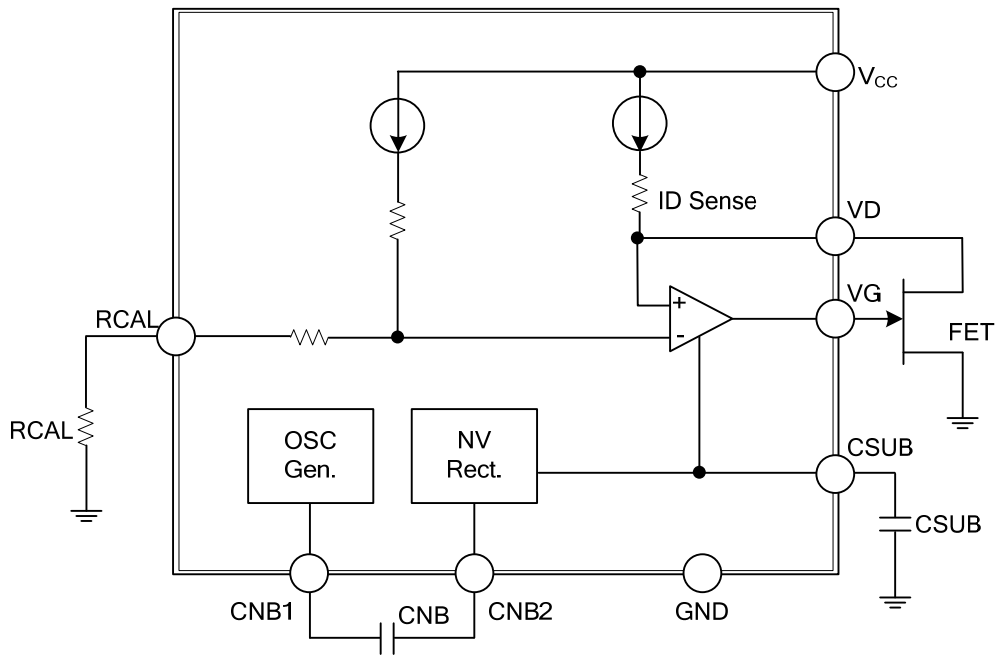 VCC
ID Sense
VD
VG
RCAL
+
-
FET
RCAL
OSC
Gen.
NV
Rect.
CSUB
CSUB
CNB1
CNB
CNB2
GND